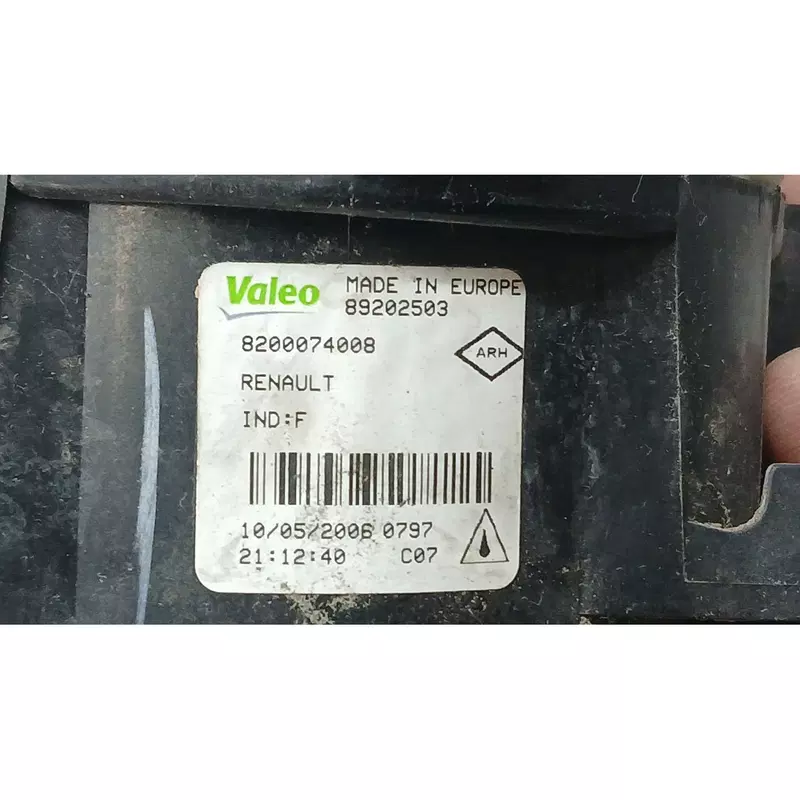 Valeo MADE IN EUROPE
89202503
8200074008
ARH
RENAULT
IND:F
10/05/2006 0797
21:12:40 C07